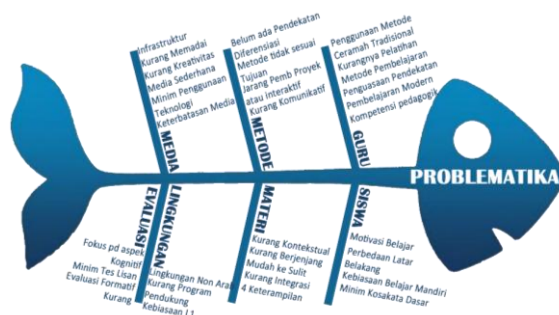 Infrastruktur
Kurang Memadai
Kurang Kreativitas
Media Sederhana
Minim Penggunaan
Teknologi
Keterbatasan Media
MEDIA
Belum ada Pendekatan
Diferensiasi
Metode tidak sesuai
Tujuan
Jarang Pemb Proyek
atau Interaktif
Kurang Komunikatif
METODE
Penggunaan Metode
Ceramah Tradisional
Kurangnya Pelatihan
Metode Pembelajaran
Penguasaan Pendekatan
Pembelajaran Modern
Kompetensi pedagogik
GURU
PROBLEMATIKA
EVALUASI
Fokus pd aspek
Kognitif
Minim Tes Lisan
Evaluasi Formatif
Kurang
LINGKUNGAN
Lingkungan Non Arab
Kurang Program
Pendukung
Kebiasaan L1
MATERI
Kurang Kontekstual
Kurang Berjenjang
Mudah ke Sulit
Kurang Integrasi
4 Keterampilan
SISWA
Motivasi Belajar
Perbedaan Latar
Belakang
Kebiasaan Belajar Mandiri
Minim Kosakata Dasar